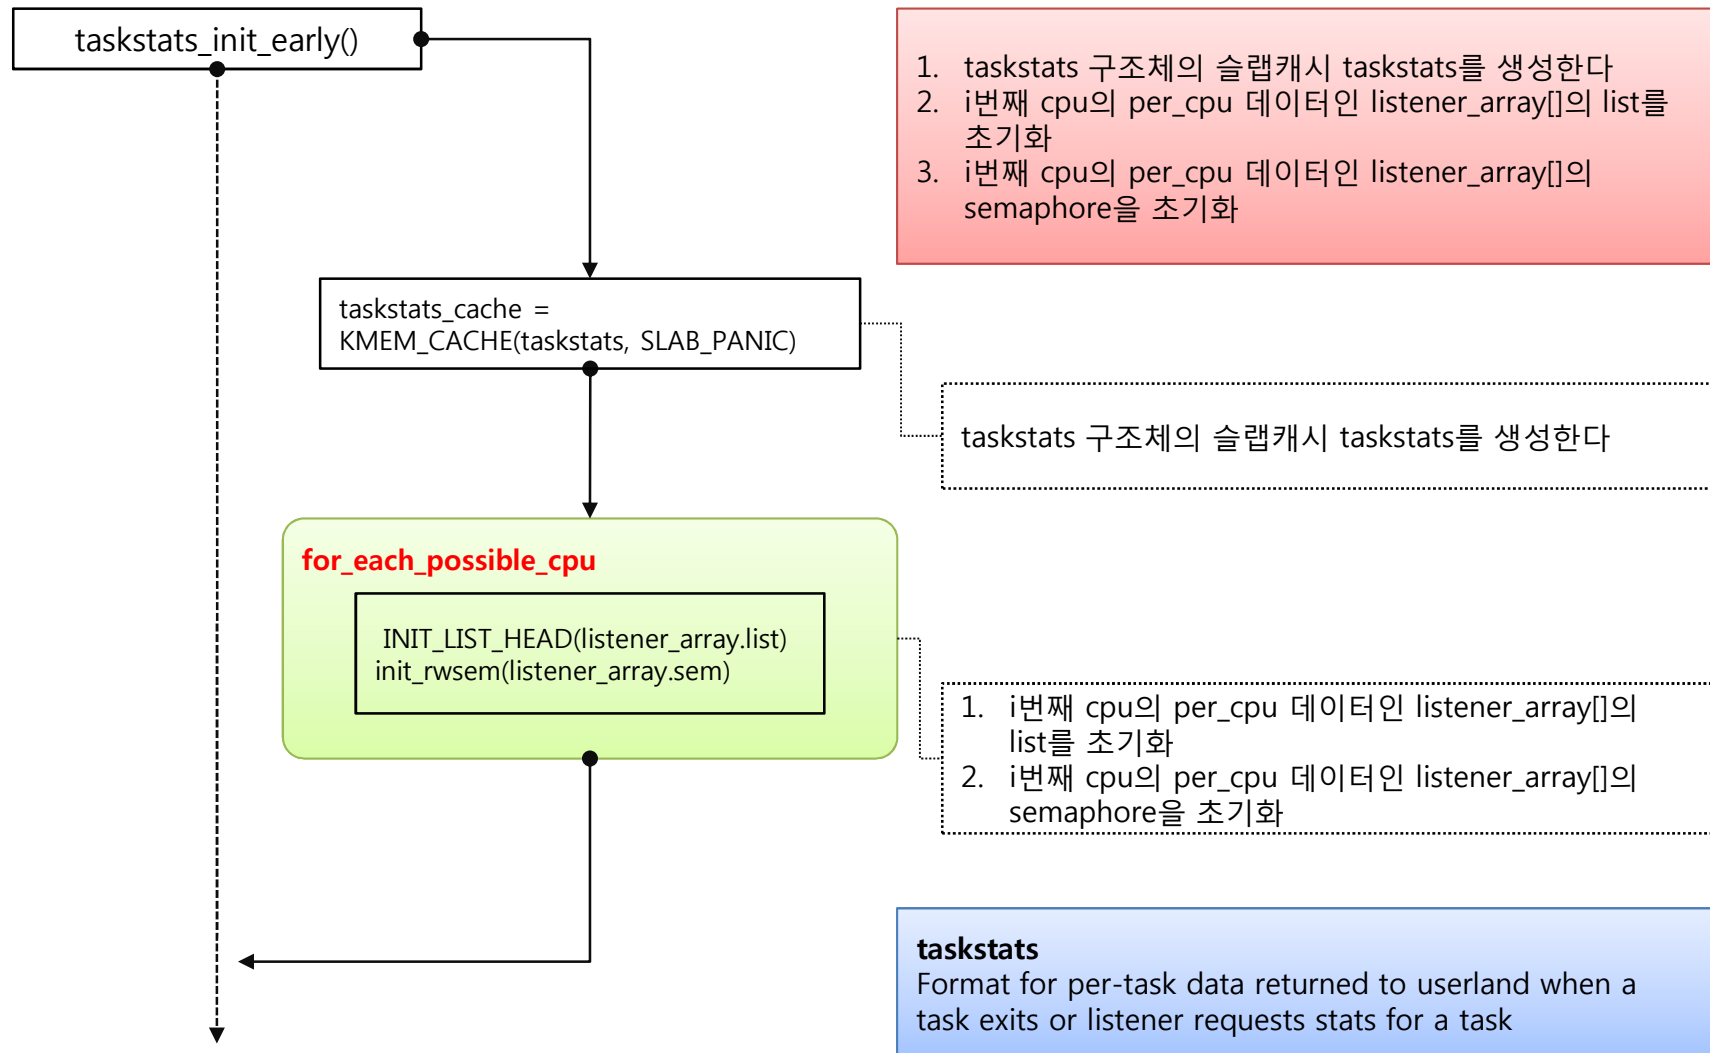 taskstats_init_early()
1. taskstats 구조체의 슬랩캐시 taskstats를 생성한다
2. i번째 cpu의 per_cpu 데이터인 listener_array[]의 list를
초기화
3. i번째 cpu의 per_cpu 데이터인 listener_array[]의
semaphore을 초기화
taskstats_cache =
KMEM_CACHE(taskstats, SLAB_PANIC)
taskstats 구조체의 슬랩캐시 taskstats를 생성한다
for_each_possible_cpu
INIT_LIST_HEAD(listener_array.list)
init_rwsem(listener_array.sem)
1. i번째 cpu의 per_cpu 데이터인 listener_array[]의
list를 초기화
2. i번째 cpu의 per_cpu 데이터인 listener_array[]의
semaphore을 초기화
taskstats
Format for per-task data returned to userland when a
task exits or listener requests stats for a task